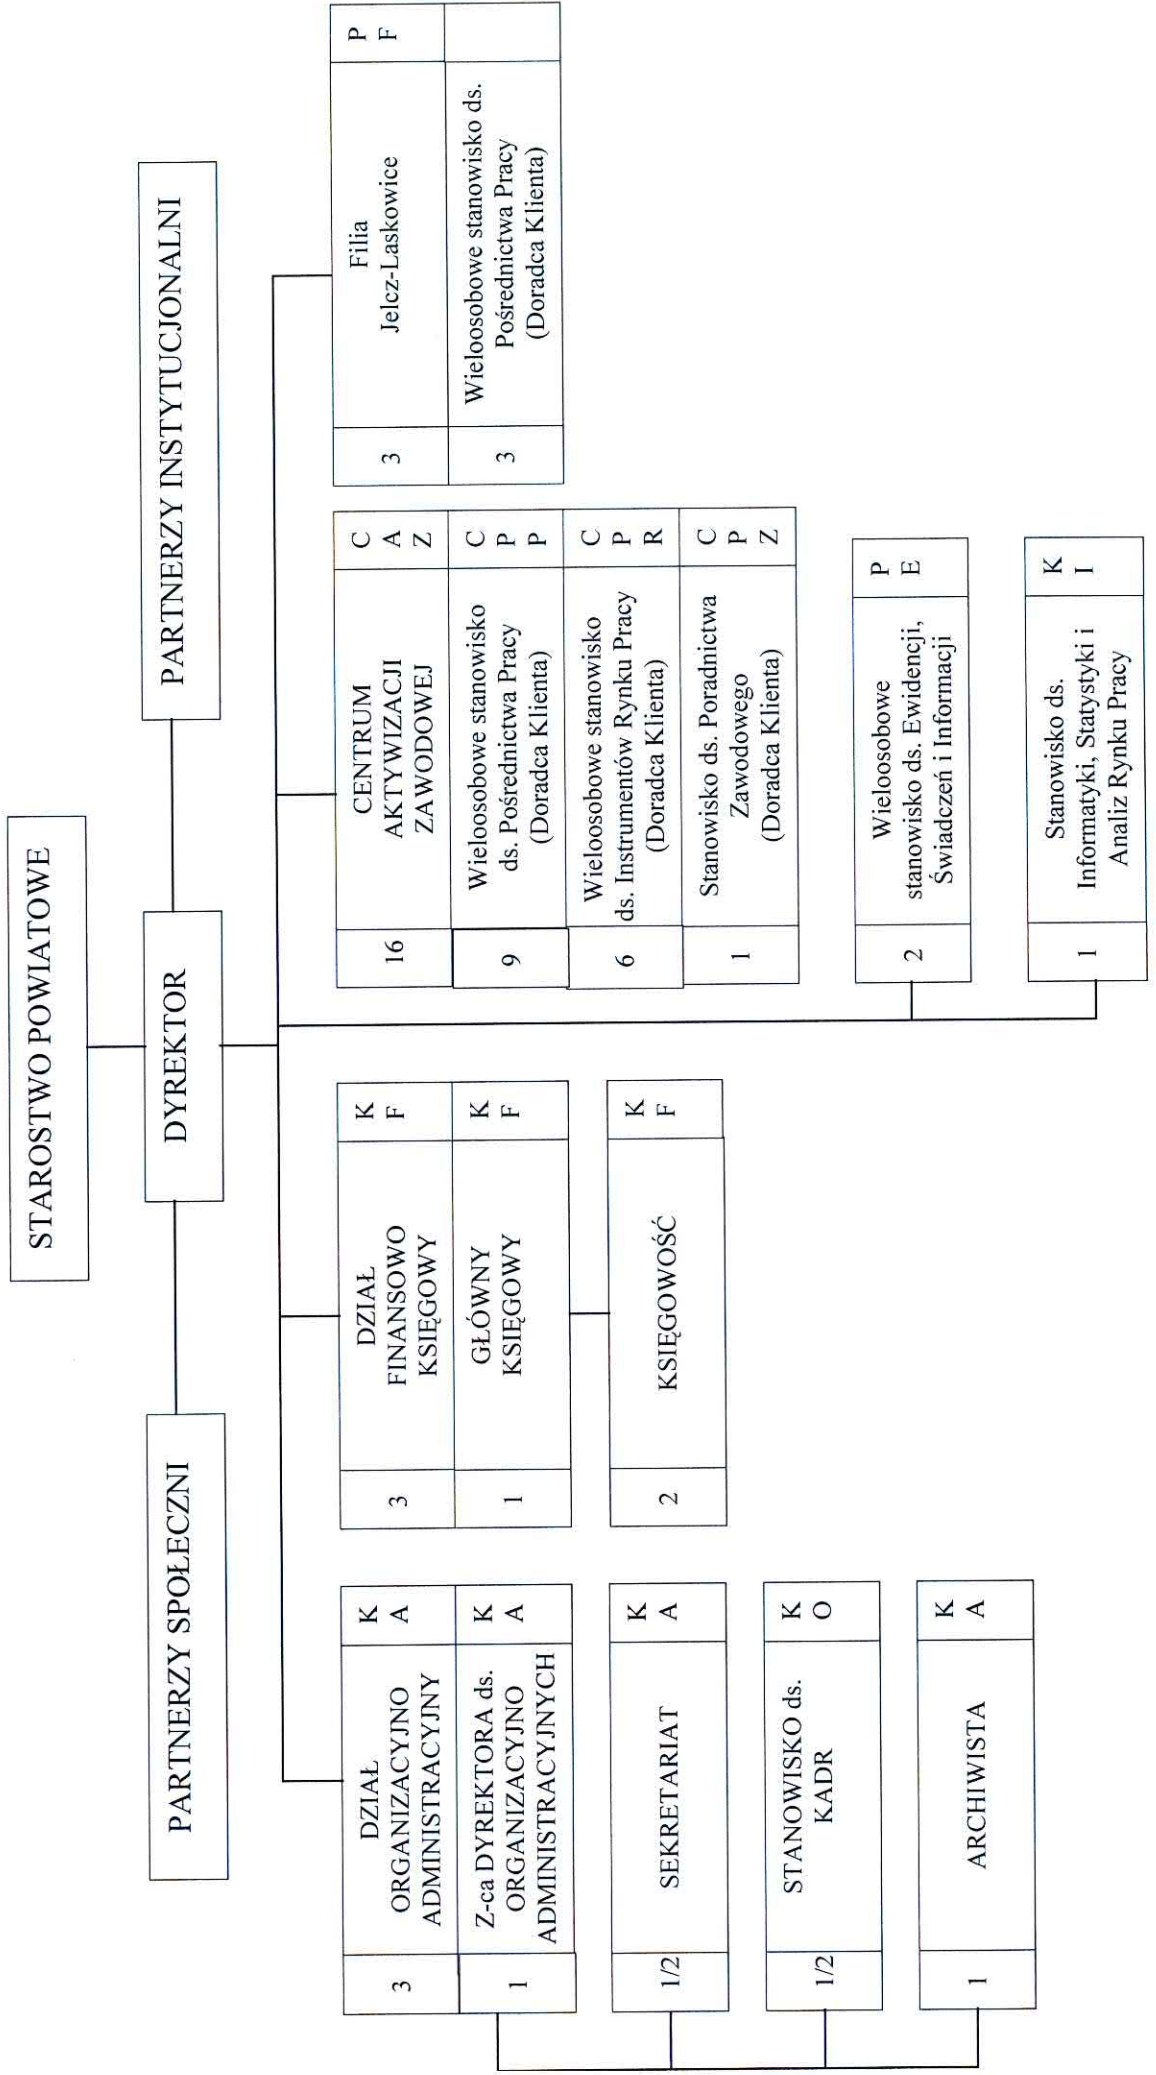 STAROSTWO POWIATOWE
PARTNERZY SPOŁECZNI
DYREKTOR
PARTNERZY INSTYTUCJONALNI
3
DZIAŁ
ORGANIZACYJNO
ADMINISTRACYJNY
K
A
1
Z-ca DYREKTORA ds.
ORGANIZACYJNO
ADMINISTRACYJNYCH
K
A
1/2
SEKRETARIAT
K
A
1/2
STANOWISKO ds.
KADR
K
O
1
ARCHIWISTA
K
A
3
DZIAŁ
FINANSOWO
KSIĘGOWY
K
F
1
GŁÓWNY
KSIĘGOWY
K
F
2
KSIĘGOWOŚĆ
K
F
16
CENTRUM
AKTYWIZACJI
ZAWODOWEJ
C
A
Z
9
Wieloosobowe stanowisko
ds. Pośrednictwa Pracy
(Doradca Klienta)
C
P
P
6
Wieloosobowe stanowisko
ds. Instrumentów Rynku Pracy
(Doradca Klienta)
C
P
R
1
Stanowisko ds. Poradnictwa
Zawodowego
(Doradca Klienta)
C
P
Z
2
Wieloosobowe
stanowisko ds. Ewidencji,
Świadczeń i Informacji
P
E
1
Stanowisko ds.
Informatyki, Statystyki i
Analiz Rynku Pracy
K
I
3
Filia
Jelcz-Laskowice
P
F
3
Wieloosobowe stanowisko ds.
Pośrednictwa Pracy
(Doradca Klienta)